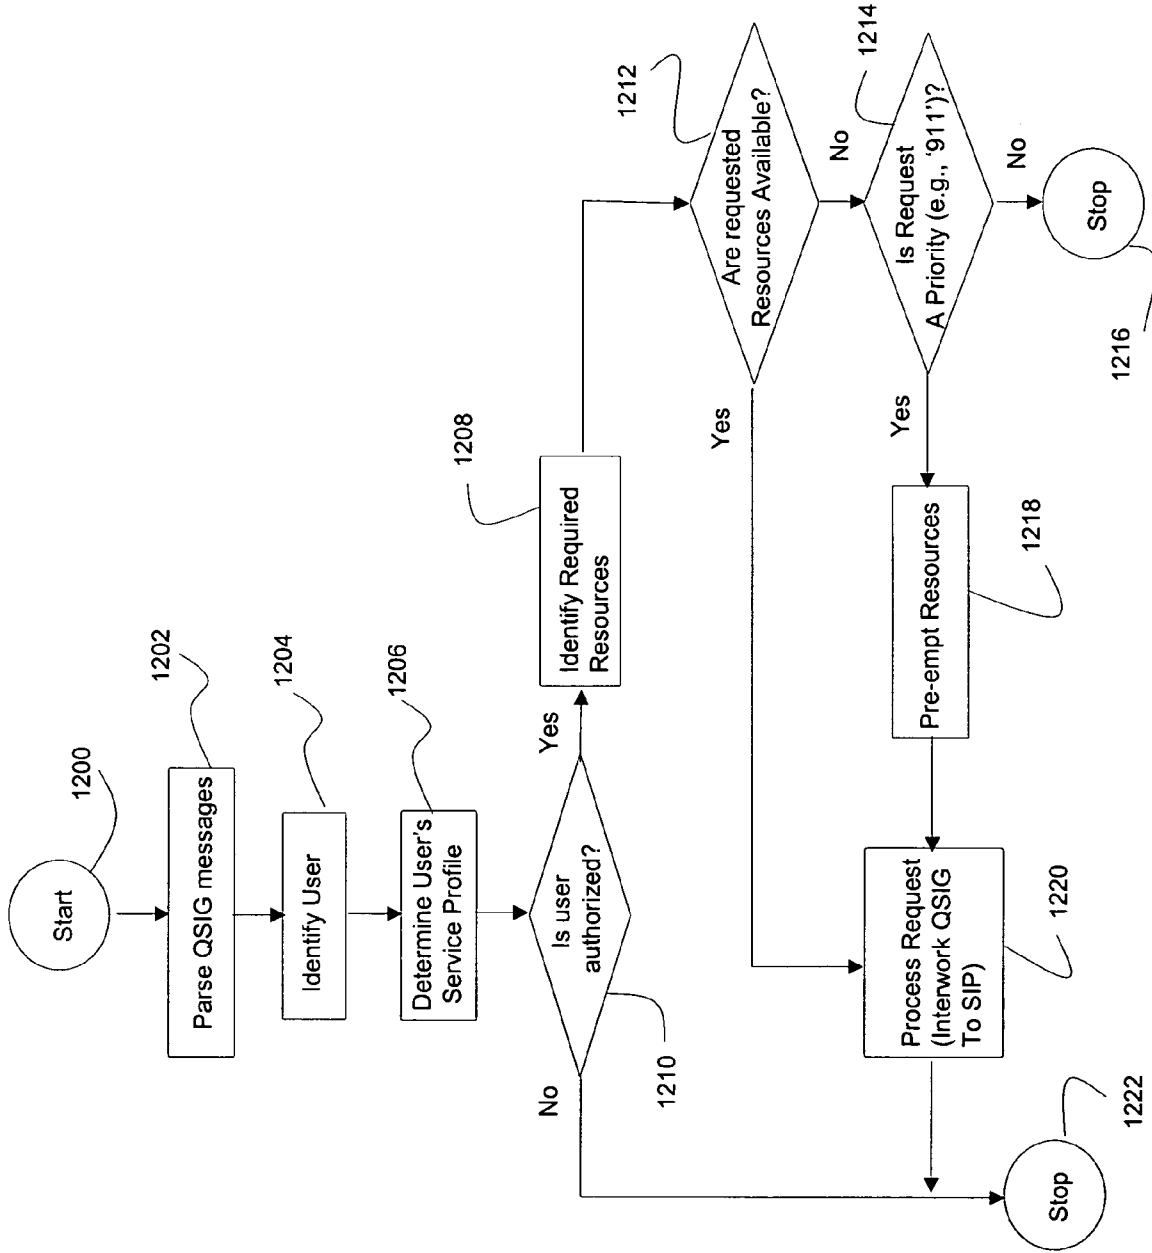 Start
1200
Parse QSIG messages
1202
Identify User
1204
Determine User's
Service Profile
1206
Is user
authorized?
1210
No
Yes
Identify Required
Resources
1208
Are requested
Resources Available?
1212
Yes
No
Is Request
A Priority (e.g., '911')?
1214
Yes
No
Stop
1216
Pre-empt Resources
1218
Process Request
(Interwork QSIG
To SIP)
1220
Stop
1222